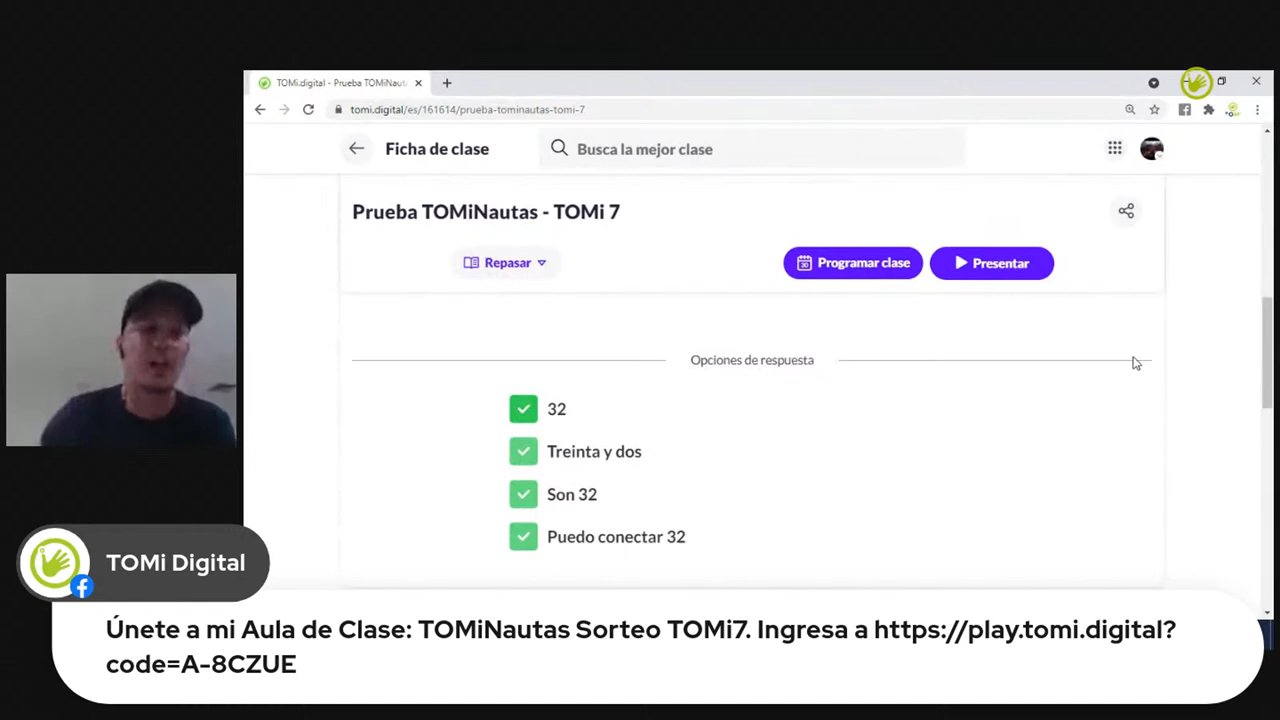 TOMi.digital - Prueba TOMiNaut
tomi.digital/es/161614/prueba-tominautas-tomi-7
Ficha de clase
Busca la mejor clase
Prueba TOMiNautas - TOMi 7
Repasar
Programar clase
Presentar
Opciones de respuesta
32
Treinta y dos
Son 32
Puedo conectar 32
TOMi Digital
Únete a mi Aula de Clase: TOMiNautas Sorteo TOMi7. Ingresa a https://play.tomi.digital?
code=A-8CZUE